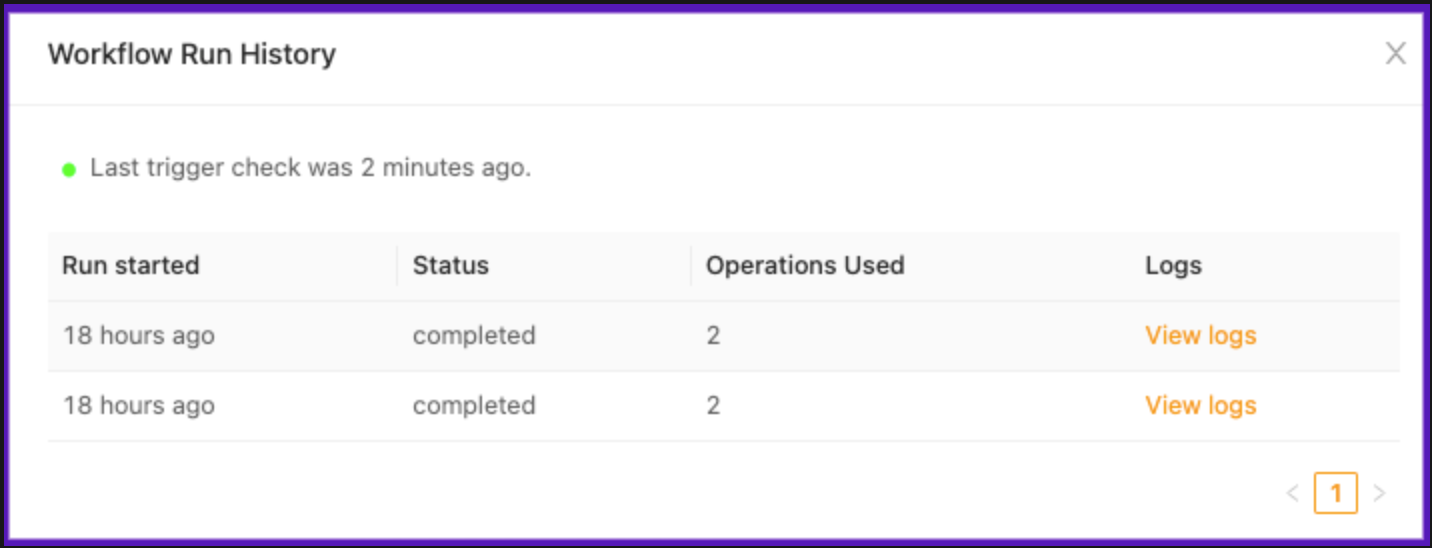 Workflow Run History
Last trigger check was 2 minutes ago.
Run started Status Operations Used Logs
18 hours ago completed 2 View logs
18 hours ago completed 2 View logs
< 1 >